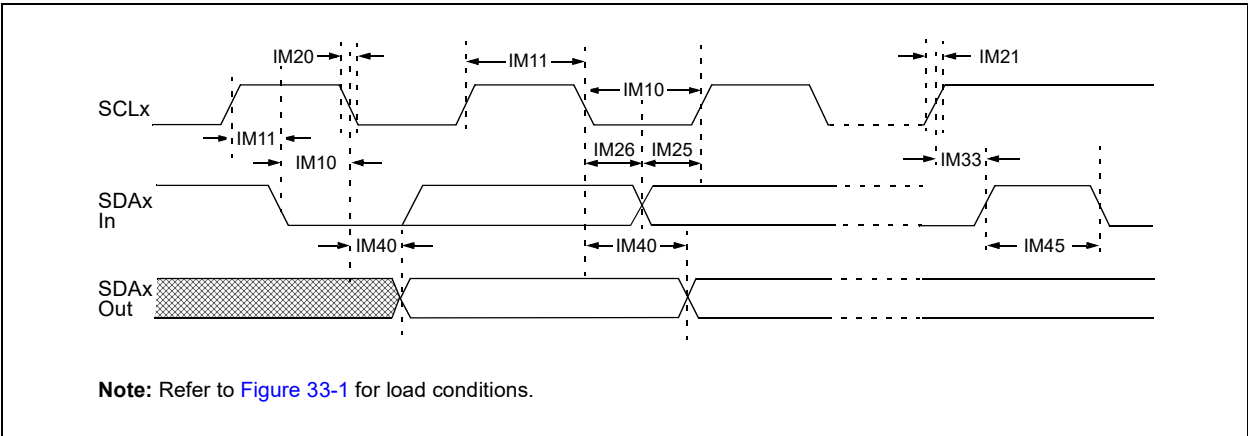 IM20
IM11
IM21
SCLx
IM10
IM11
IM10
IM26
IM25
IM33
SDAx
In
IM40
IM40
IM45
SDAx
Out
Note: Refer to Figure 33-1 for load conditions.